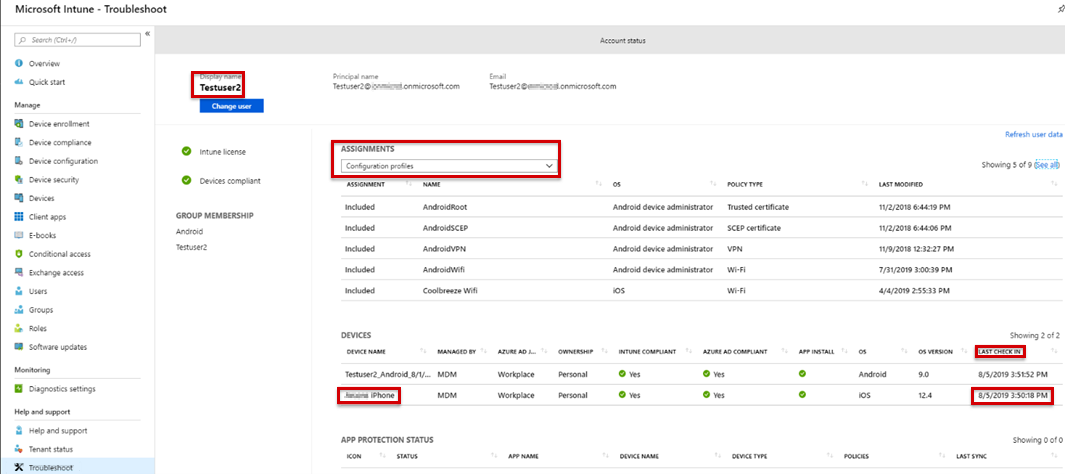 Microsoft Intune - Troubleshoot
Search (Ctrl+/)
«
Account status
Overview
Quick start
Manage
Device enrollment
Device compliance
Device configuration
Device security
Devices
Client apps
E-books
Conditional access
Exchange access
Users
Groups
Roles
Software updates
Monitoring
Diagnostics settings
Help and support
Help and support
Tenant status
Troubleshoot
Display name
Testuser2
Change user
Principal name
Testuser2@ .onmicrosoft.com
Email
Testuser2@ .onmicrosoft.com
Refresh user data
Intune license
Devices compliant
GROUP MEMBERSHIP
Android
Testuser2
ASSIGNMENTS
Configuration profiles
Showing 5 of 9 (See all)
ASSIGNMENT NAME OS POLICY TYPE LAST MODIFIED
Included AndroidRoot Android device administrator Trusted certificate 11/2/2018 6:44:19 PM
Included AndroidSCEP Android device administrator SCEP certificate 11/2/2018 6:44:06 PM
Included AndroidVPN Android device administrator VPN 11/9/2018 12:32:27 PM
Included AndroidWifi Android device administrator Wi-Fi 7/31/2019 3:00:39 PM
Included Coolbreeze Wifi iOS Wi-Fi 4/4/2019 2:55:33 PM
DEVICES
Showing 2 of 2
DEVICE NAME MANAGED BY AZURE AD J... OWNERSHIP INTUNE COMPLIANT AZURE AD COMPLIANT APP INSTALL OS OS VERSION LAST CHECK IN
Testuser2_Android_8/1/... MDM Workplace Personal Yes Yes Android 9.0 8/5/2019 3:51:52 PM
iPhone MDM Workplace Personal Yes Yes iOS 12.4 8/5/2019 3:50:18 PM
APP PROTECTION STATUS
Showing 0 of 0
ICON STATUS APP NAME DEVICE NAME DEVICE TYPE POLICIES LAST SYNC